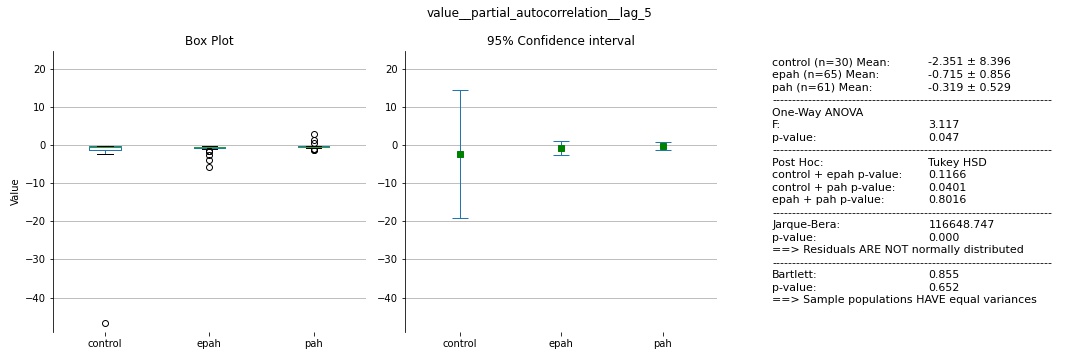 value__partial_autocorrelation__lag_5
Box Plot
20
10
0
−10
−20
−30
−40
Value
control
epah
pah
95% Confidence interval
20
10
0
−10
−20
−30
−40
control
epah
pah
control (n=30) Mean: -2.351 ± 8.396
epah (n=65) Mean: -0.715 ± 0.856
pah (n=61) Mean: -0.319 ± 0.529
One-Way ANOVA
F: 3.117
p-value: 0.047
Post Hoc: Tukey HSD
control + epah p-value: 0.1166
control + pah p-value: 0.0401
epah + pah p-value: 0.8016
Jarque-Bera: 116648.747
p-value: 0.000
==> Residuals ARE NOT normally distributed
Bartlett: 0.855
p-value: 0.652
==> Sample populations HAVE equal variances